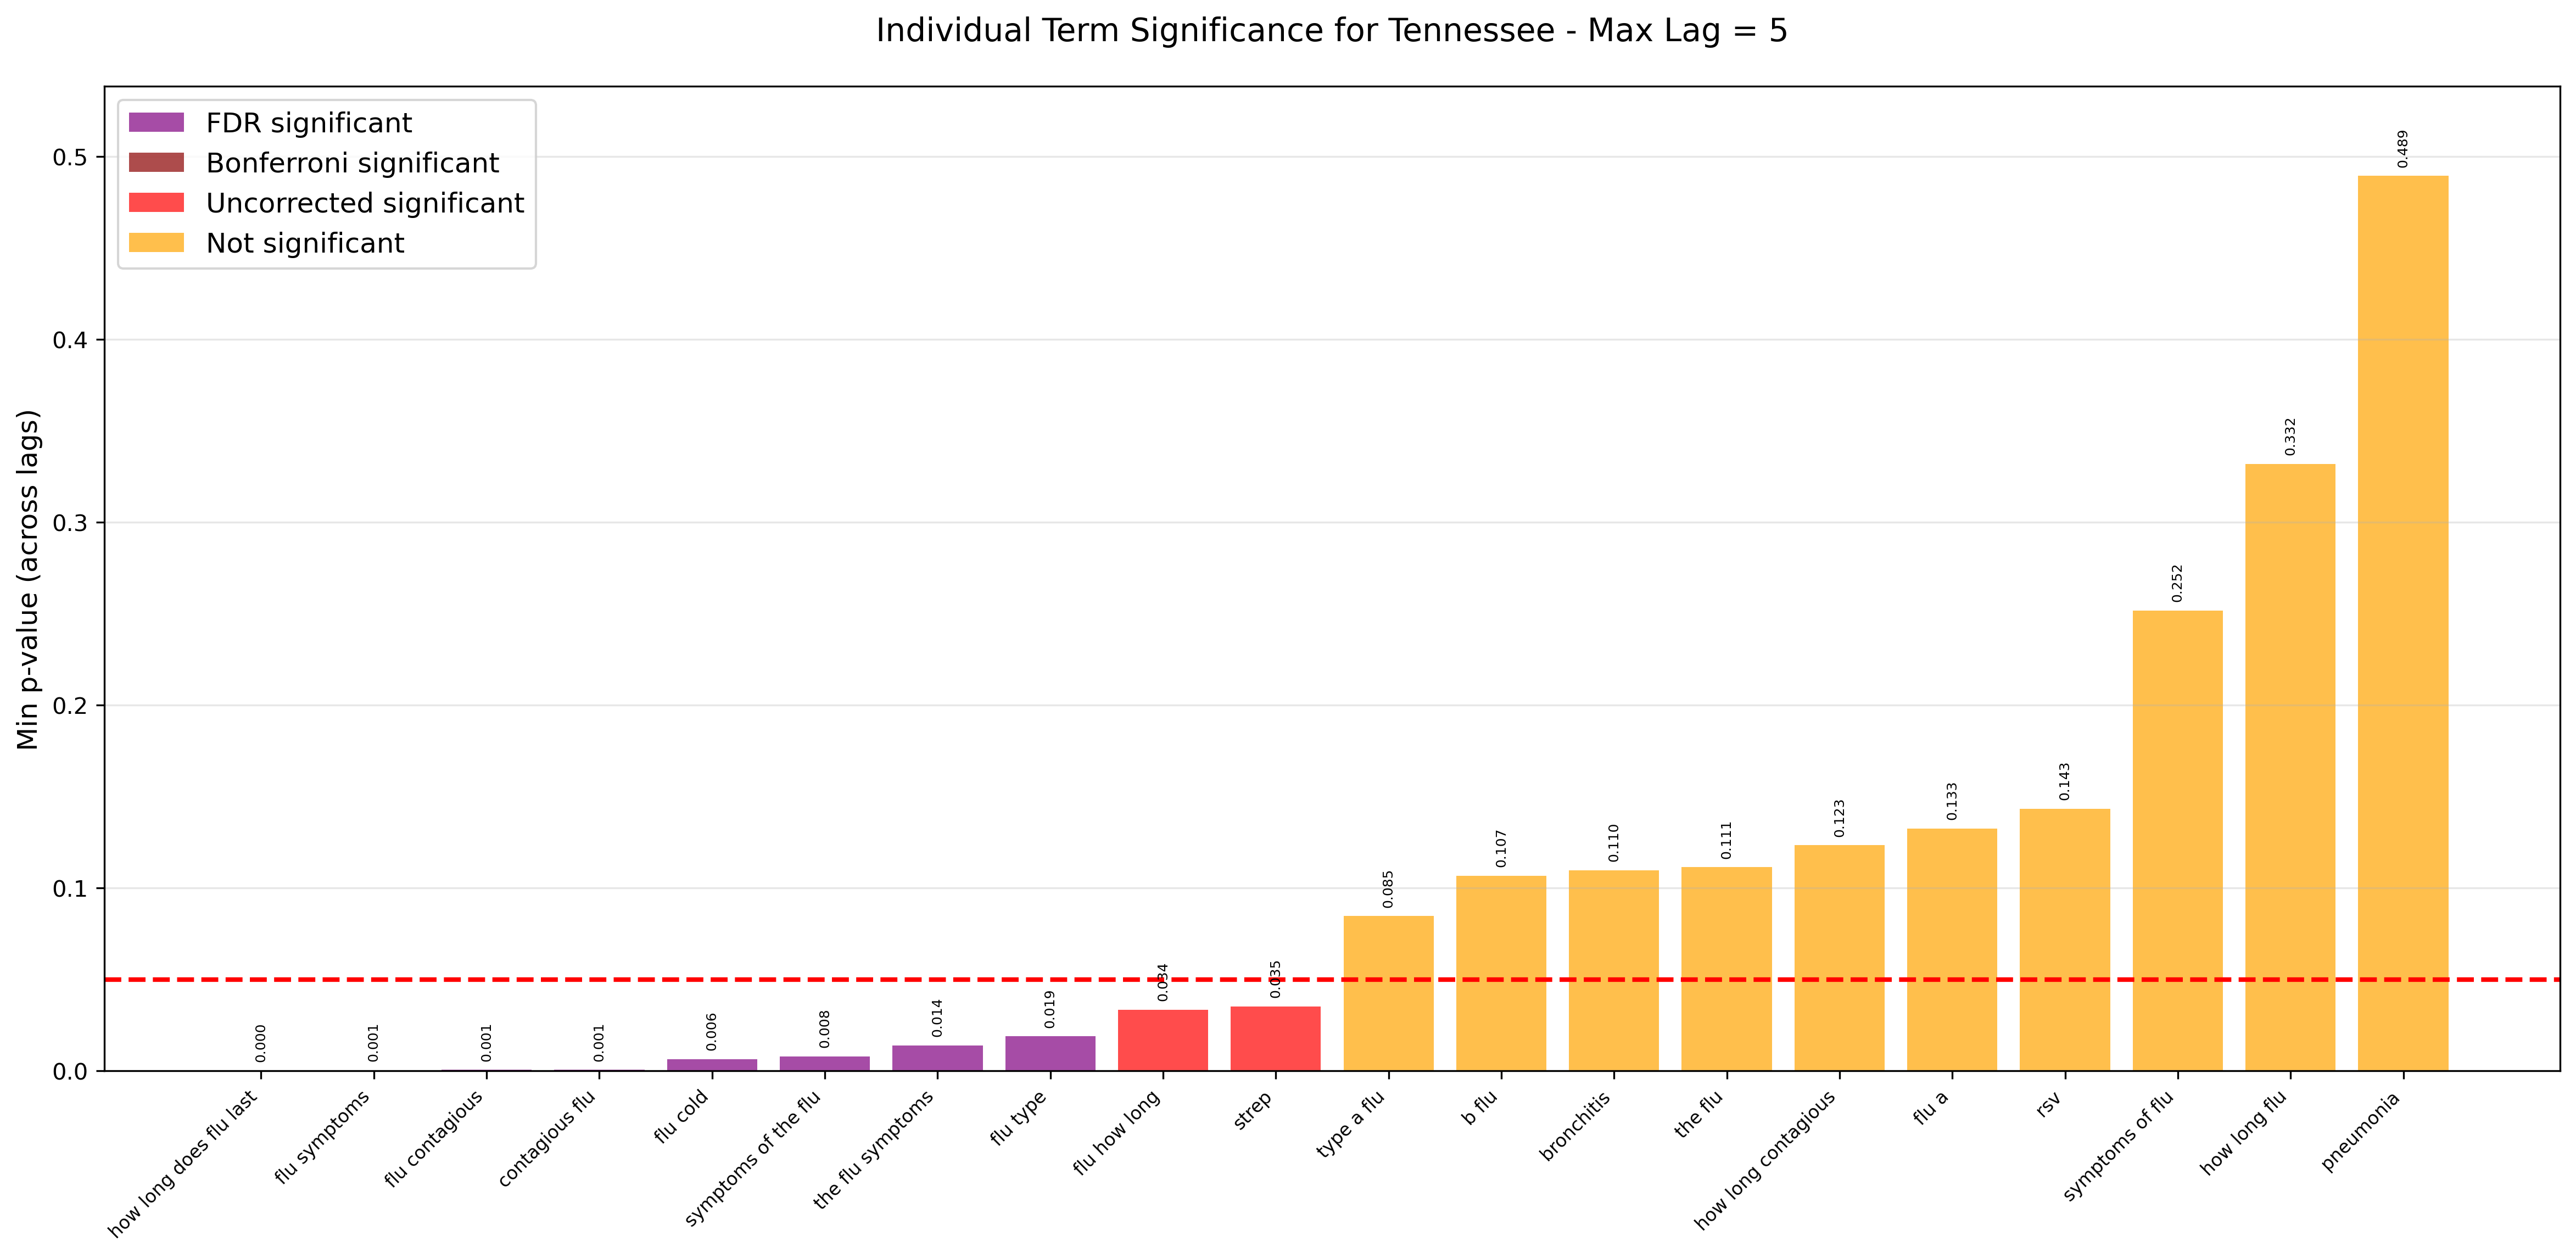 Individual Term Significance for Tennessee - Max Lag = 5
FDR significant
Bonferroni significant
Uncorrected significant
Not significant
Min p-value (across lags)
0.5
0.4
0.3
0.2
0.1
0.0
0.000
0.001
0.001
0.001
0.006
0.008
0.014
0.019
0.034
0.035
0.085
0.107
0.110
0.111
0.123
0.133
0.143
0.252
0.332
0.489
how long does flu last
flu symptoms
flu contagious
contagious flu
flu cold
symptoms of the flu
the flu symptoms
flu type
flu how long
strep
type a flu
b flu
bronchitis
the flu
how long contagious
flu a
rsv
symptoms of flu
how long flu
pneumonia